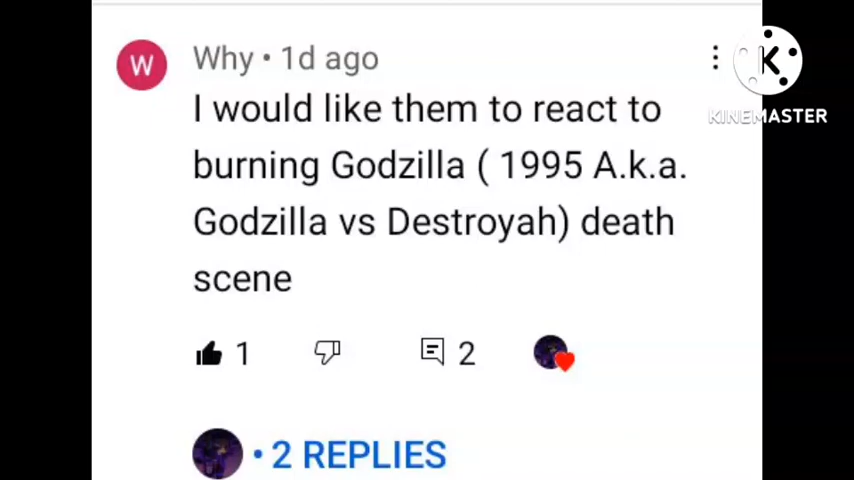 W
Why • 1d ago
I would like them to react to
burning Godzilla ( 1995 A.k.a.
Godzilla vs Destroyah) death
scene
1
2
• 2 REPLIES
K
KINEMASTER